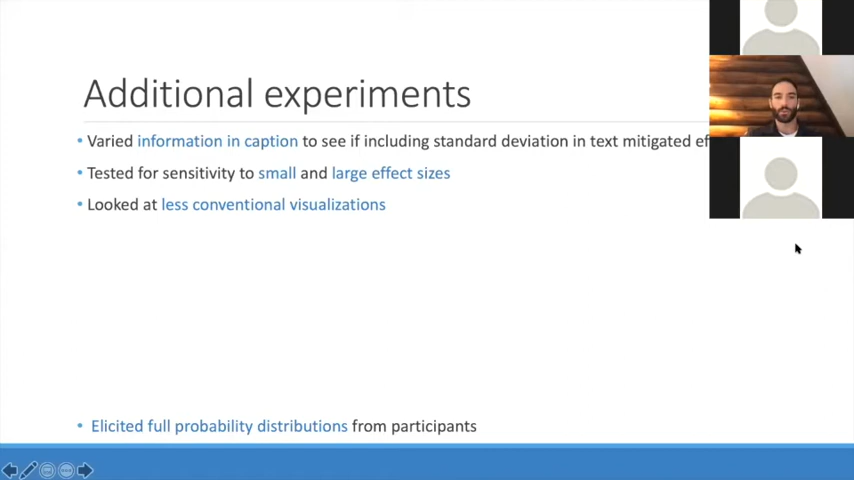 Additional experiments
• Varied information in caption to see if including standard deviation in text mitigated
• Tested for sensitivity to small and large effect sizes
• Looked at less conventional visualizations
• Elicited full probability distributions from participants